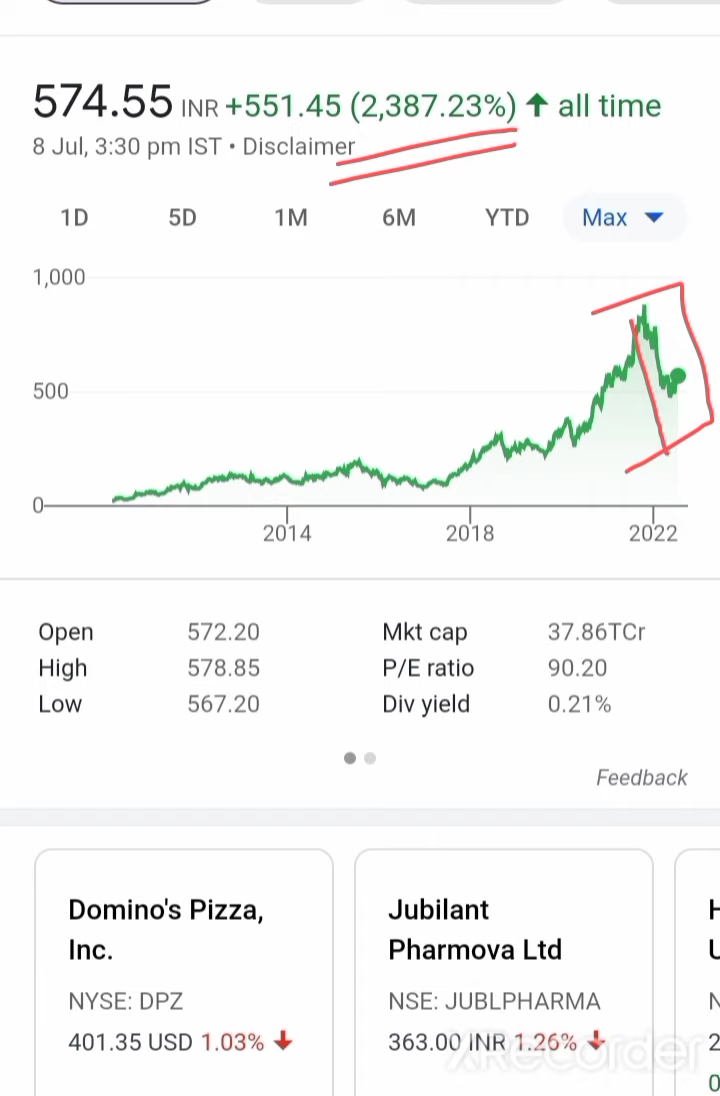 574.55 INR +551.45 (2,387.23%) ↑ all time
8 Jul, 3:30 pm IST • Disclaimer
1D 5D 1M 6M YTD Max
1,000
500
0
2014 2018 2022
Open 572.20 Mkt cap 37.86TCr
High 578.85 P/E ratio 90.20
Low 567.20 Div yield 0.21%
Feedback
Domino's Pizza,
Inc.
NYSE: DPZ
401.35 USD 1.03% ↓
Jubilant
Pharmova Ltd
NSE: JUBLPHARMA
363.00 INR 1.26% ↓
XRecorder